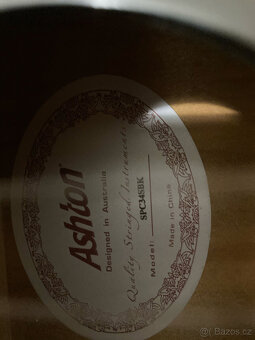 Ashton
Designed in Australia
Quality Stringed Instruments
Model: SPC34SBK
Made in China
© Bazos.cz